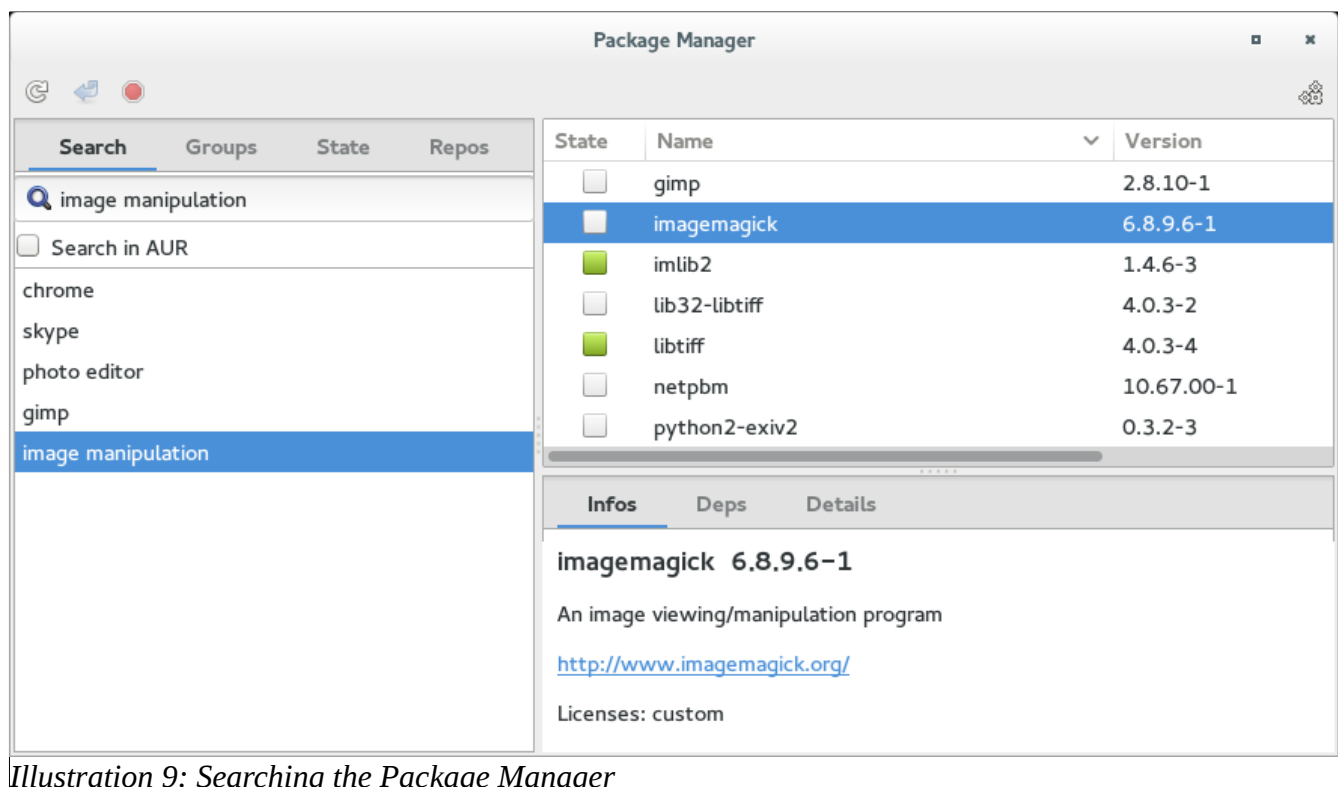 Package Manager
Search Groups State Repos
image manipulation
Search in AUR
chrome
skype
photo editor
gimp
image manipulation
State Name Version
gimp 2.8.10-1
imagemagick 6.8.9.6-1
imlib2 1.4.6-3
lib32-libtiff 4.0.3-2
libtiff 4.0.3-4
netpbm 10.67.00-1
python2-exiv2 0.3.2-3
Infos Deps Details
imagemagick 6.8.9.6-1
An image viewing/manipulation program
http://www.imagemagick.org/
Licenses: custom
Illustration 9: Searching the Package Manager